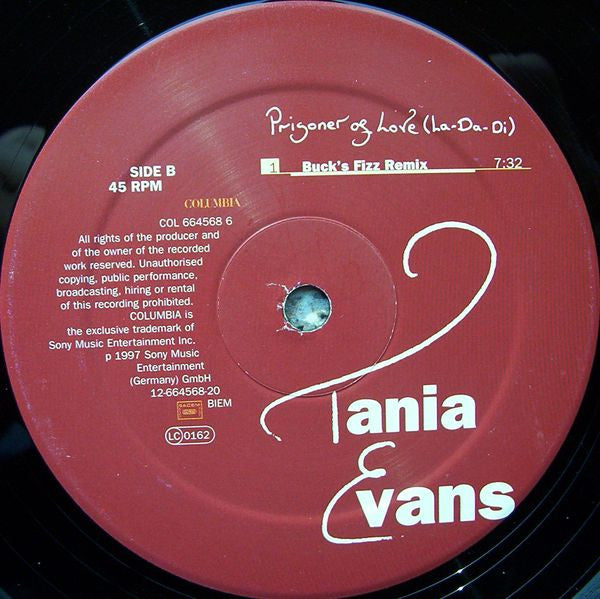 Prisoner of Love (La-Da-Di)
1 Buck's Fizz Remix 7:32
SIDE B
45 RPM
COLUMBIA
COL 664568 6
All rights of the producer and
of the owner of the recorded
work reserved. Unauthorised
copying, public performance,
broadcasting, hiring or rental
of this recording prohibited.
COLUMBIA is
the exclusive trademark of
Sony Music Entertainment Inc.
p 1997 Sony Music
Entertainment
(Germany) GmbH
12-664568-20
BIEM
LC 0162
Tania
Evans